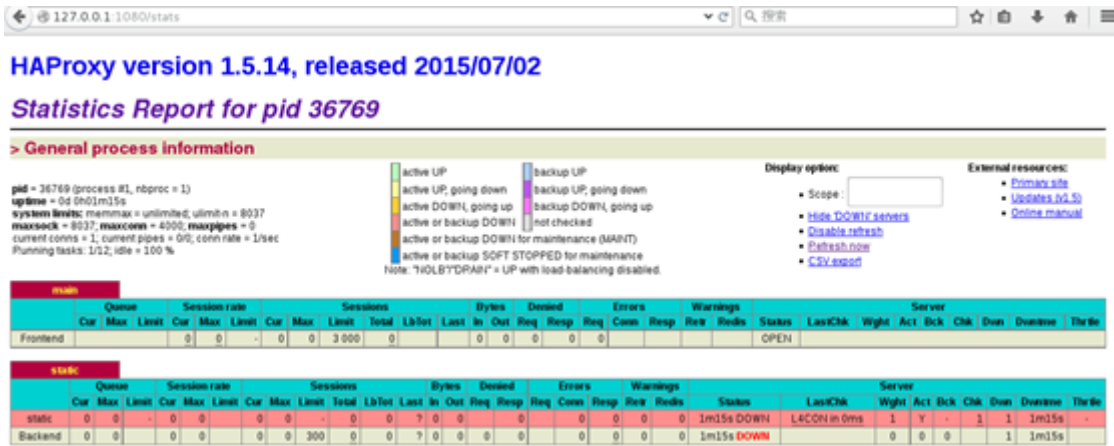 127.0.0.1:1080/stats
搜索
HAProxy version 1.5.14, released 2015/07/02
Statistics Report for pid 36769
> General process information
pid = 36769 (process #1, nbproc = 1)
uptime = 0d 0h01m15s
system limits: memmax = unlimited; ulimit-n = 8037
maxsock = 8037; maxconn = 4000; maxpipes = 0
current conns = 1; current pipes = 0/0; conn rate = 1/sec
Running tasks: 1/12; idle = 100 %
active UP backup UP
active UP, going down backup UP, going down
active DOWN, going up backup DOWN, going up
active or backup DOWN not checked
active or backup DOWN for maintenance (MAINT)
active or backup SOFT STOPPED for maintenance
Note: "NOLB"/"DRAIN" = UP with load-balancing disabled.
Display option:
Scope :
Hide 'DOWN' servers
Disable refresh
Refresh now
CSV export
External resources:
Primary site
Updates (v1.5)
Online manual
main
Queue Session rate Sessions Bytes Denied Errors Warnings Server
Cur Max Limit Cur Max Limit Cur Max Limit Total LbTot Last In Out Req Resp Req Conn Resp Retr Redis Status LastChk Wght Act Bck Chk Dwn Dwntme Thrtle
Frontend 0 0 - 0 0 3 000 0 0 0 0 0 0 OPEN
static
Queue Session rate Sessions Bytes Denied Errors Warnings Server
Cur Max Limit Cur Max Limit Cur Max Limit Total LbTot Last In Out Req Resp Req Conn Resp Retr Redis Status LastChk Wght Act Bck Chk Dwn Dwntme Thrtle
static 0 0 - 0 0 0 0 - 0 0 ? 0 0 0 0 0 0 0 1m15s DOWN L4CON in 0ms 1 Y - 1 1 1m15s -
Backend 0 0 0 0 0 0 300 0 0 ? 0 0 0 0 0 0 0 0 1m15s DOWN 0 0 0 1 1m15s